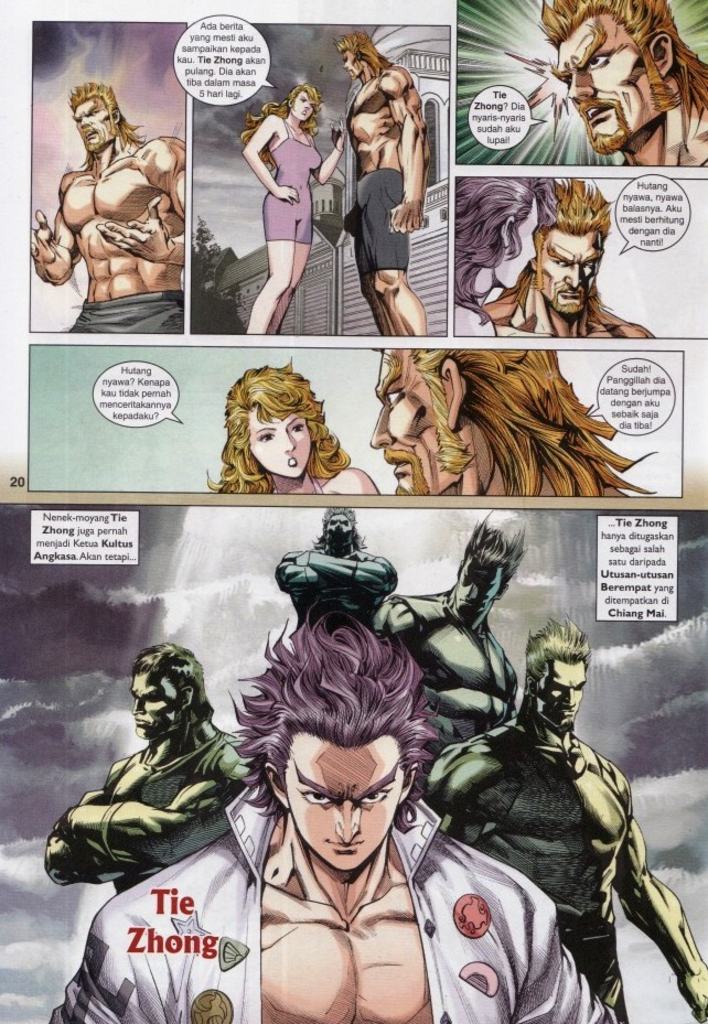 Ada berita
yang mesti aku
sampaikan kepada
kau. Tie Zhong akan
pulang. Dia akan
tiba dalam masa
5 hari lagi.
Tie
Zhong? Dia
nyaris-nyaris
sudah aku
lupai!
Hutang
nyawa, nyawa
balasnya. Aku
mesti berhitung
dengan dia
nanti!
Hutang
nyawa? Kenapa
kau tidak pernah
menceritakannya
kepadaku?
Sudah!
Panggillah dia
datang berjumpa
dengan aku
sebaik saja
dia tiba!
20
Nenek-moyang Tie
Zhong juga pernah
menjadi Ketua Kultus
Angkasa. Akan tetapi...
...Tie Zhong
hanya ditugaskan
sebagai salah
satu daripada
Utusan-utusan
Berempat yang
ditempatkan di
Chiang Mai.
Tie
Zhong